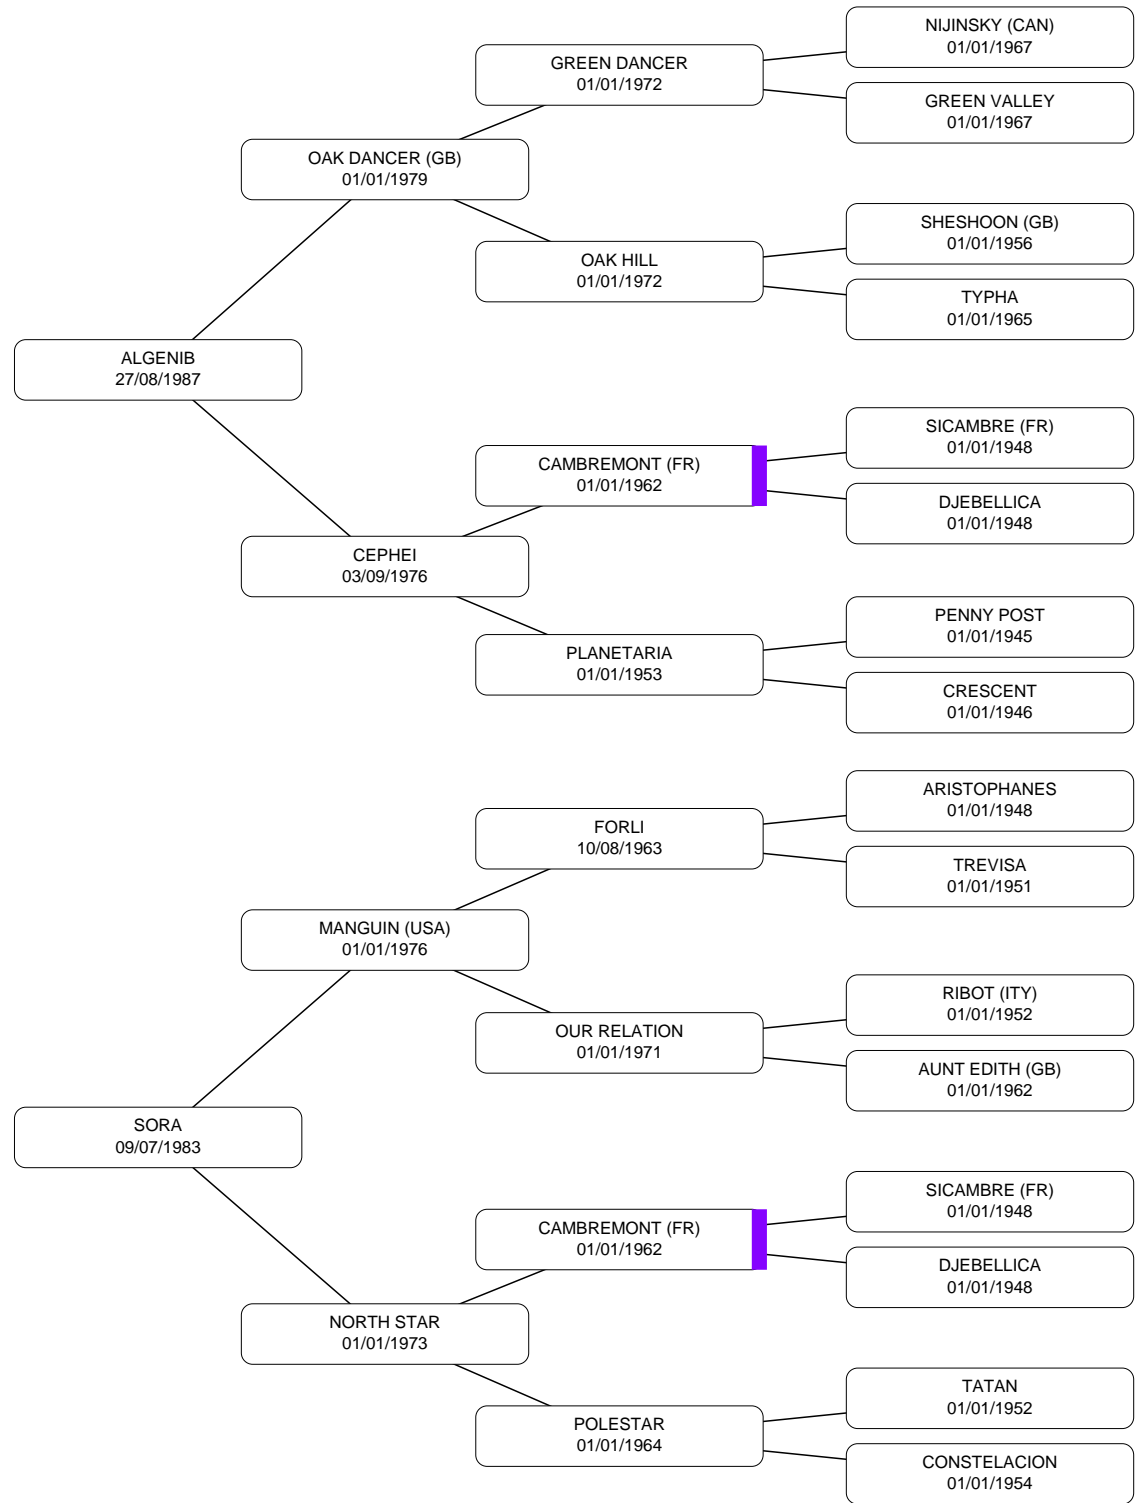 NIJINSKY (CAN)
01/01/1967
GREEN DANCER
01/01/1972
GREEN VALLEY
01/01/1967
OAK DANCER (GB)
01/01/1979
SHESHOON (GB)
01/01/1956
OAK HILL
01/01/1972
TYPHA
01/01/1965
ALGENIB
27/08/1987
SICAMBRE (FR)
01/01/1948
CAMBREMONT (FR)
01/01/1962
DJEBELLICA
01/01/1948
CEPHEI
03/09/1976
PENNY POST
01/01/1945
PLANETARIA
01/01/1953
CRESCENT
01/01/1946
ARISTOPHANES
01/01/1948
FORLI
10/08/1963
TREVISA
01/01/1951
MANGUIN (USA)
01/01/1976
RIBOT (ITY)
01/01/1952
OUR RELATION
01/01/1971
AUNT EDITH (GB)
01/01/1962
SORA
09/07/1983
SICAMBRE (FR)
01/01/1948
CAMBREMONT (FR)
01/01/1962
DJEBELLICA
01/01/1948
NORTH STAR
01/01/1973
TATAN
01/01/1952
POLESTAR
01/01/1964
CONSTELACION
01/01/1954